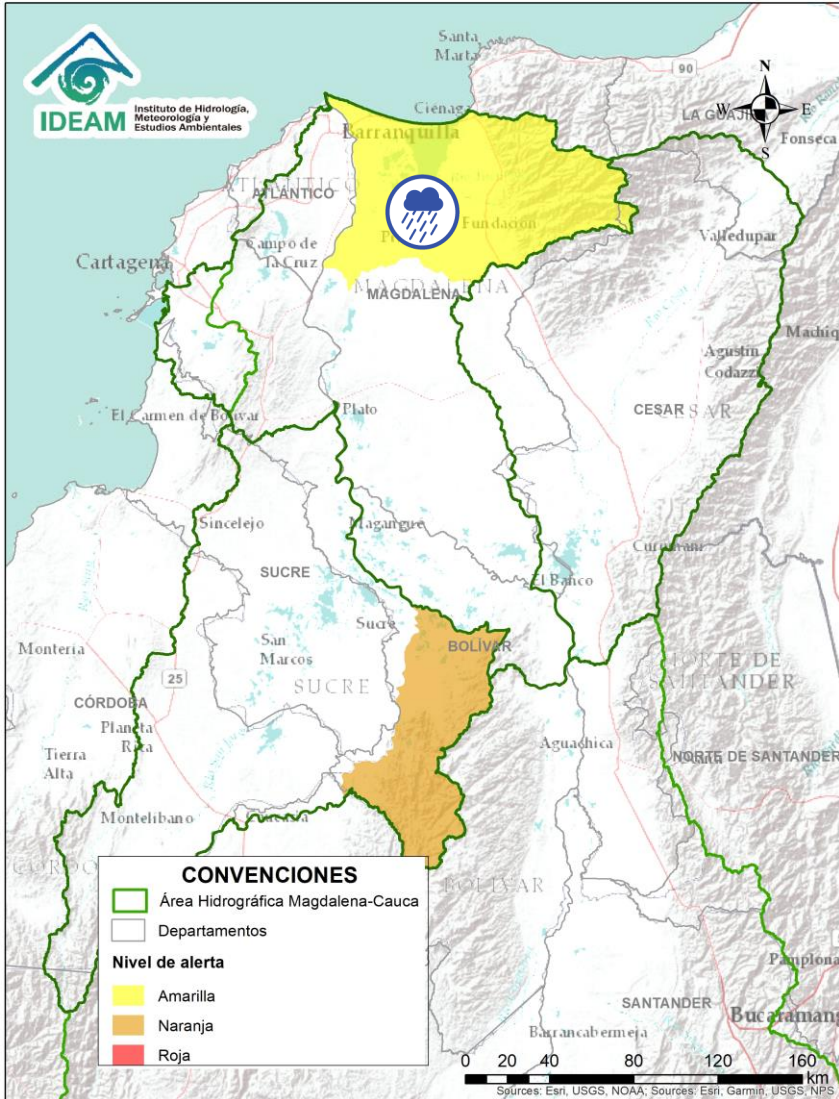 Santa
Marta
90
N
W E
S
IDEAM
Instituto de Hidrología,
Meteorología y
Estudios Ambientales
Ciénaga
LA GUAJIRA
Fonseca
Barranquilla
ATLÁNTICO
ATLÁNTICO
Fundación
Campo de
la Cruz
Valledupar
Cartagena
MAGDALENA
MAGDALENA
Agustín
Codazzi
El Carmen de Bolívar
Plato
CESAR
CESAR
Sincelejo
Magangué
Curumaní
El Banco
SUCRE
Sucre
BOLÍVAR
Montería
San
Marcos
SUCRE
NORTE DE
SANTANDER
25
CÓRDOBA
Planeta
Rica
Aguachica
NORTE DE SANTANDER
Tierra
Alta
Montelíbano
BOLÍVAR
CONVENCIONES
Área Hidrográfica Magdalena-Cauca
Departamentos
Nivel de alerta
Amarilla
Naranja
Roja
Pamplona
SANTANDER
Bucaramang
Barrancabermeja
0 20 40 80 120 160
km
Sources: Esri, USGS, NOAA; Sources: Esri, Garmin, USGS, NPS